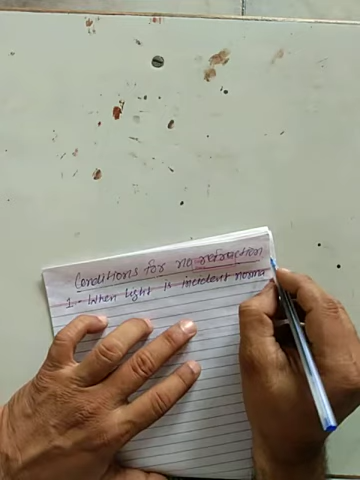 Conditions for no refraction
1. When light is incident norma